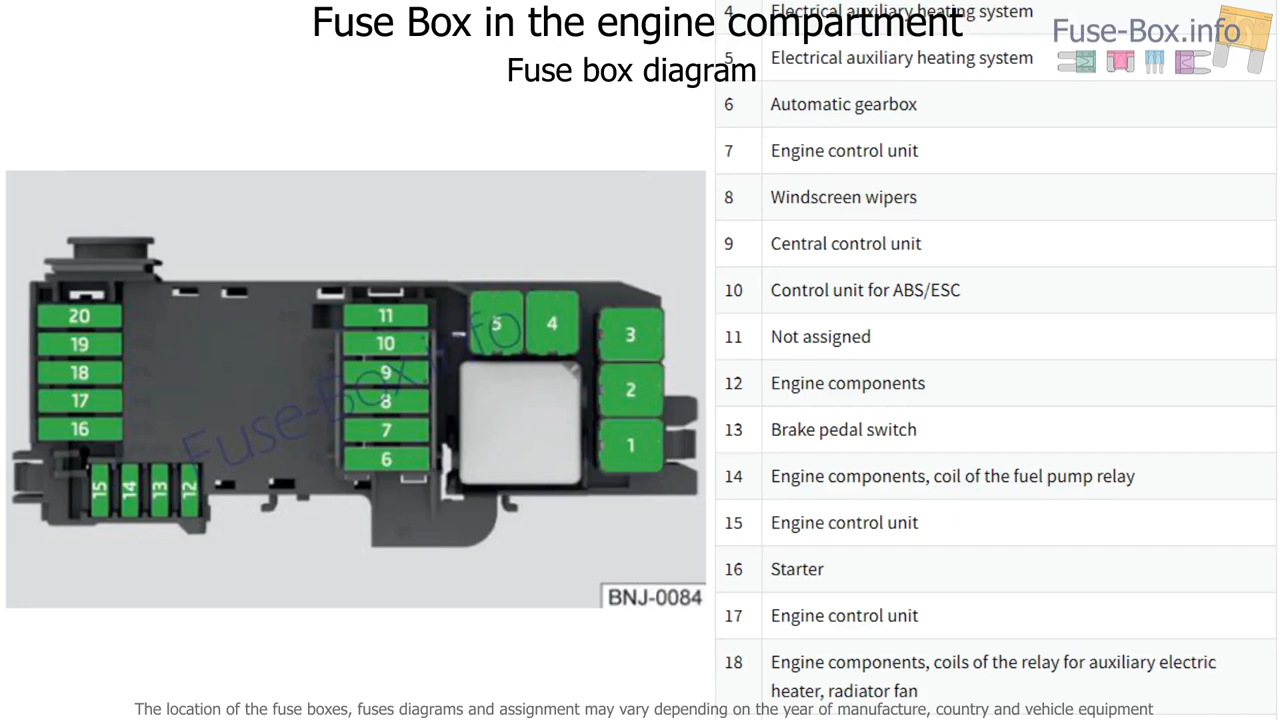 Fuse Box in the engine compartment
Fuse box diagram
Fuse-Box.info
4 Electrical auxiliary heating system
5 Electrical auxiliary heating system
6 Automatic gearbox
7 Engine control unit
8 Windscreen wipers
9 Central control unit
10 Control unit for ABS/ESC
11 Not assigned
12 Engine components
13 Brake pedal switch
14 Engine components, coil of the fuel pump relay
15 Engine control unit
16 Starter
17 Engine control unit
18 Engine components, coils of the relay for auxiliary electric
heater, radiator fan
20
19
18
17
16
15 14 13 12
11
10
9
8
7
6
5 4
3
2
1
Fuse-Box.info
BNJ-0084
The location of the fuse boxes, fuses diagrams and assignment may vary depending on the year of manufacture, country and vehicle equipment